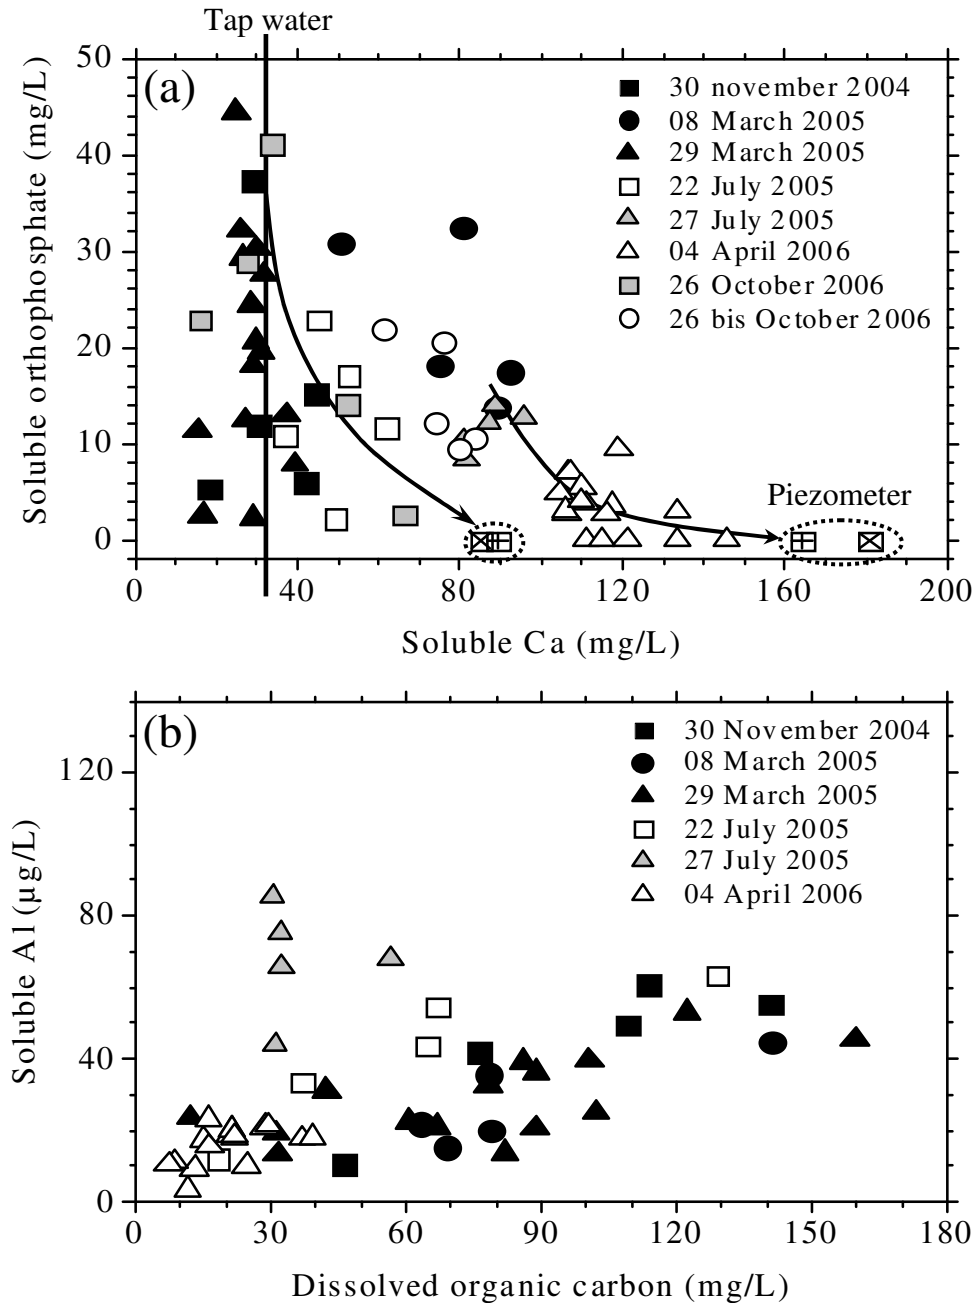 Tap water
(a)
50
40
30
20
10
0
Soluble orthophosphate (mg/L)
30 november 2004
08 March 2005
29 March 2005
22 July 2005
27 July 2005
04 April 2006
26 October 2006
26 bis October 2006
Piezometer
40
80
120
160
200
Soluble Ca (mg/L)
(b)
120
80
40
0
Soluble Al (µg/L)
30 November 2004
08 March 2005
29 March 2005
22 July 2005
27 July 2005
04 April 2006
0
30
60
90
120
150
180
Dissolved organic carbon (mg/L)